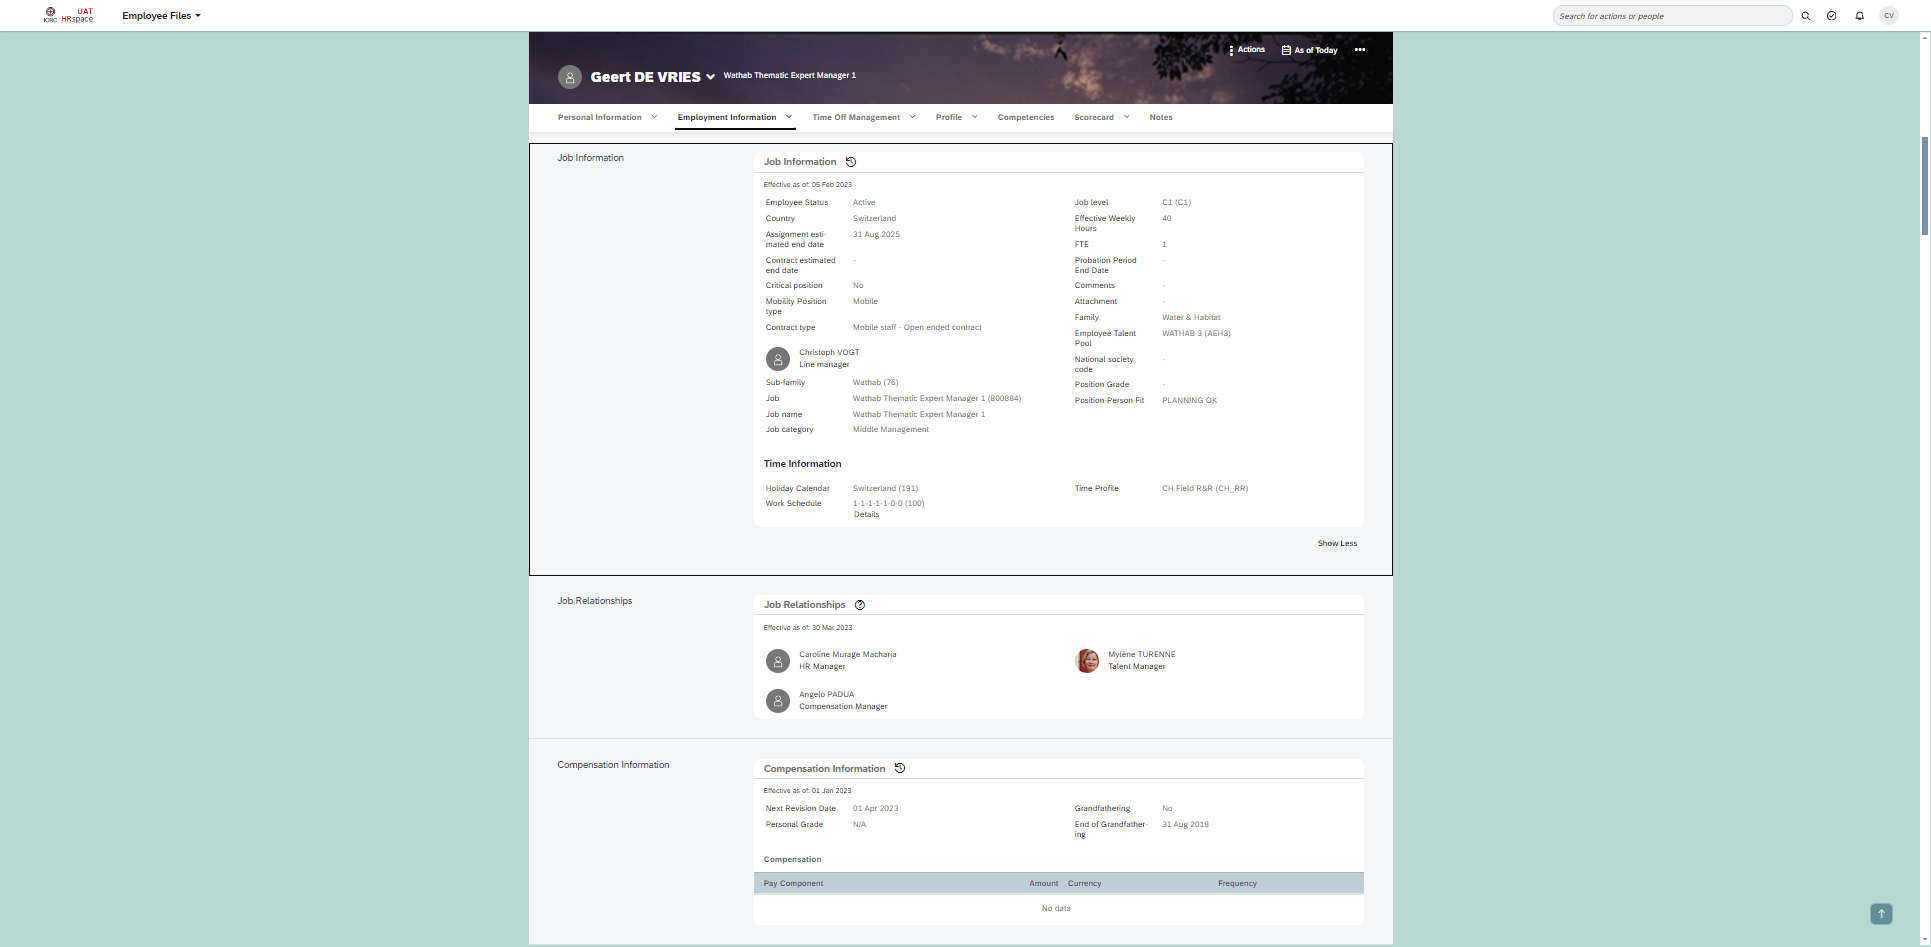 ICRC UAT HRspace
Employee Files
Search for actions or people
CV
Actions
As of Today
Geert DE VRIES
Wathab Thematic Expert Manager 1
Personal Information
Employment Information
Time Off Management
Profile
Competencies
Scorecard
Notes
Job Information
Job Information
Effective as of: 05 Feb 2023
Employee Status Active
Country Switzerland
Assignment esti-
mated end date 31 Aug 2025
Contract estimated
end date -
Critical position No
Mobility Position
type Mobile
Contract type Mobile staff - Open ended contract
Christoph VOGT
Line manager
Sub-family Wathab (76)
Job Wathab Thematic Expert Manager 1 (800884)
Job name Wathab Thematic Expert Manager 1
Job category Middle Management
Job level C1 (C1)
Effective Weekly
Hours 40
FTE 1
Probation Period
End Date -
Comments -
Attachment -
Family Water & Habitat
Employee Talent
Pool WATHAB 3 (AEH3)
National society
code -
Position Grade -
Position-Person Fit PLANNING OK
Time Information
Holiday Calendar Switzerland (191)
Work Schedule 1-1-1-1-1-0-0 (100)
Details
Time Profile CH Field R&R (CH_RR)
Show Less
Job Relationships
Job Relationships
Effective as of: 30 Mar 2023
Caroline Murage Macharia
HR Manager
Mylène TURENNE
Talent Manager
Angelo PADUA
Compensation Manager
Compensation Information
Compensation Information
Effective as of: 01 Jan 2023
Next Revision Date 01 Apr 2023
Personal Grade N/A
Grandfathering No
End of Grandfather-
ing 31 Aug 2018
Compensation
Pay Component Amount Currency Frequency
No data